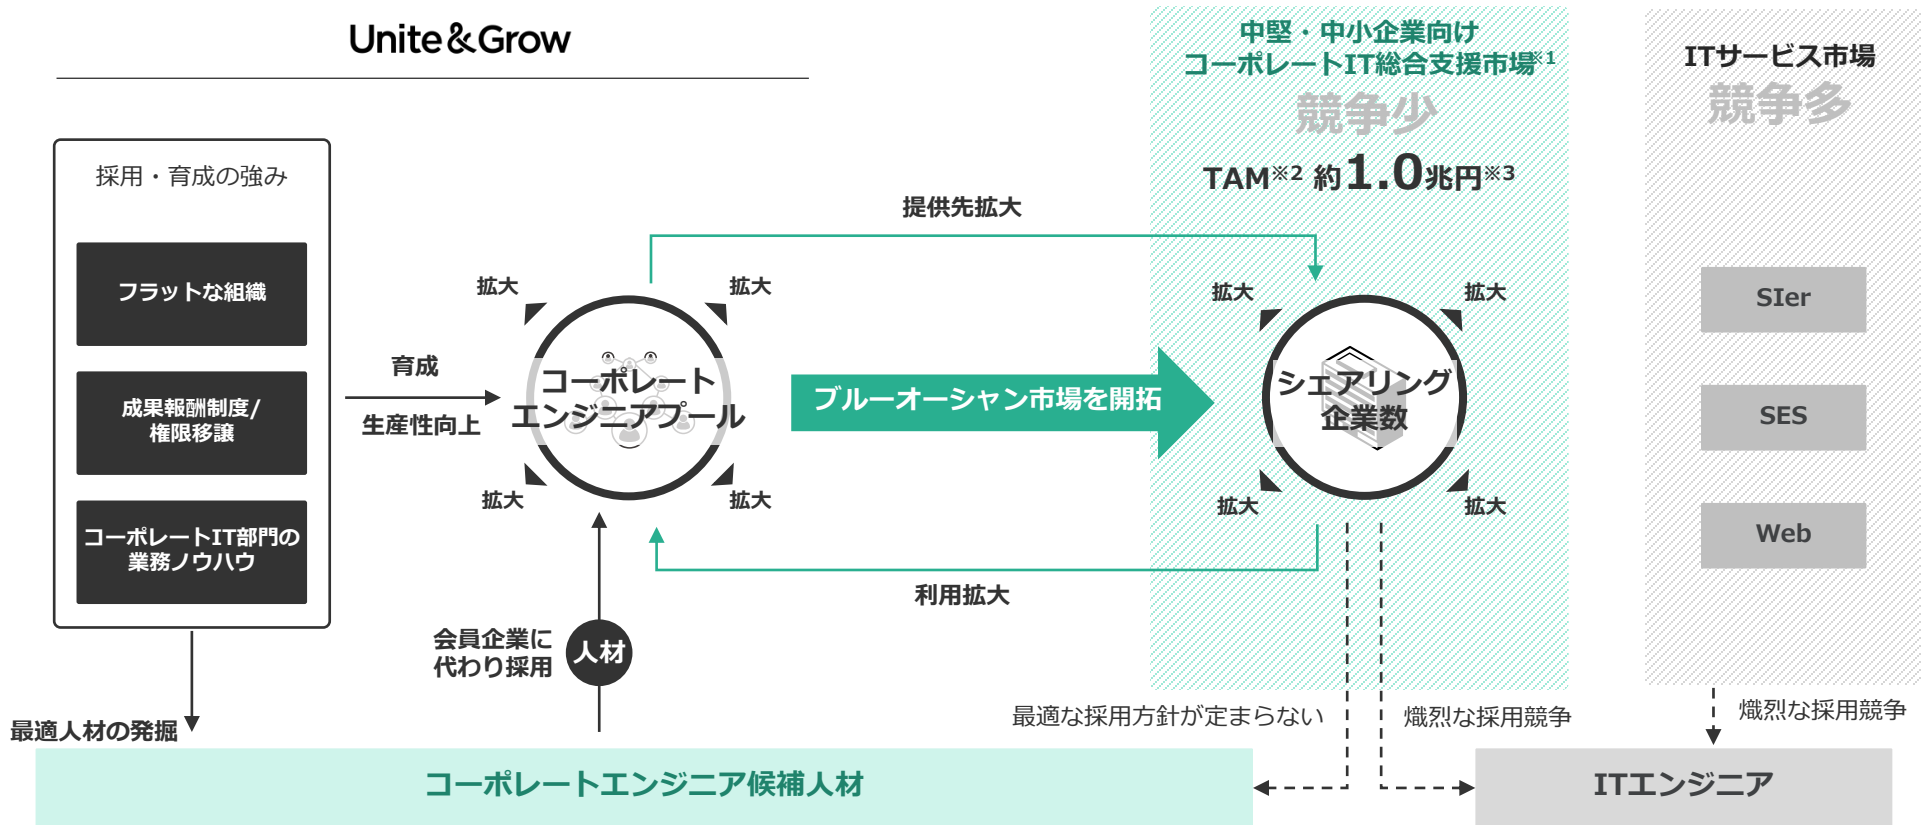 Unite&Grow
採用・育成の強み
フラットな組織
成果報酬制度/
権限移譲
コーポレートIT部門の
業務ノウハウ
育成
生産性向上
拡大
拡大
コーポレート
エンジニアプール
拡大
拡大
提供先拡大
ブルーオーシャン市場を開拓
利用拡大
会員企業に
代わり採用
人材
最適人材の発掘
コーポレートエンジニア候補人材
中堅・中小企業向け
コーポレートIT総合支援市場※1
競争少
TAM※2 約1.0兆円※3
拡大
拡大
シェアリング
企業数
拡大
拡大
最適な採用方針が定まらない
熾烈な採用競争
ITサービス市場
競争多
SIer
SES
Web
熾烈な採用競争
ITエンジニア